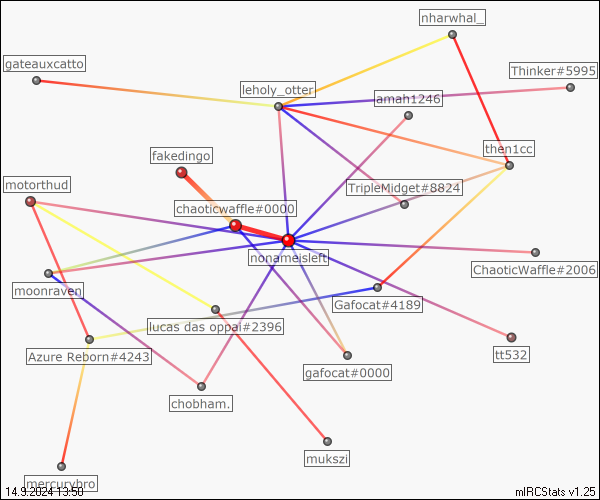 nharwhal_
gateauxcatto
Thinker#5995
leholy_otter
amah1246
then1cc
fakedingo
motorthud
TripleMidget#8824
chaoticwaffle#0000
nonameisleft
ChaoticWaffle#2006
moonraven
Gafocat#4189
lucas das oppai#2396
Azure Reborn#4243
tt532
gafocat#0000
chobham.
mukszi
mercurybro
14.9.2024 13:50
mIRCStats v1.25